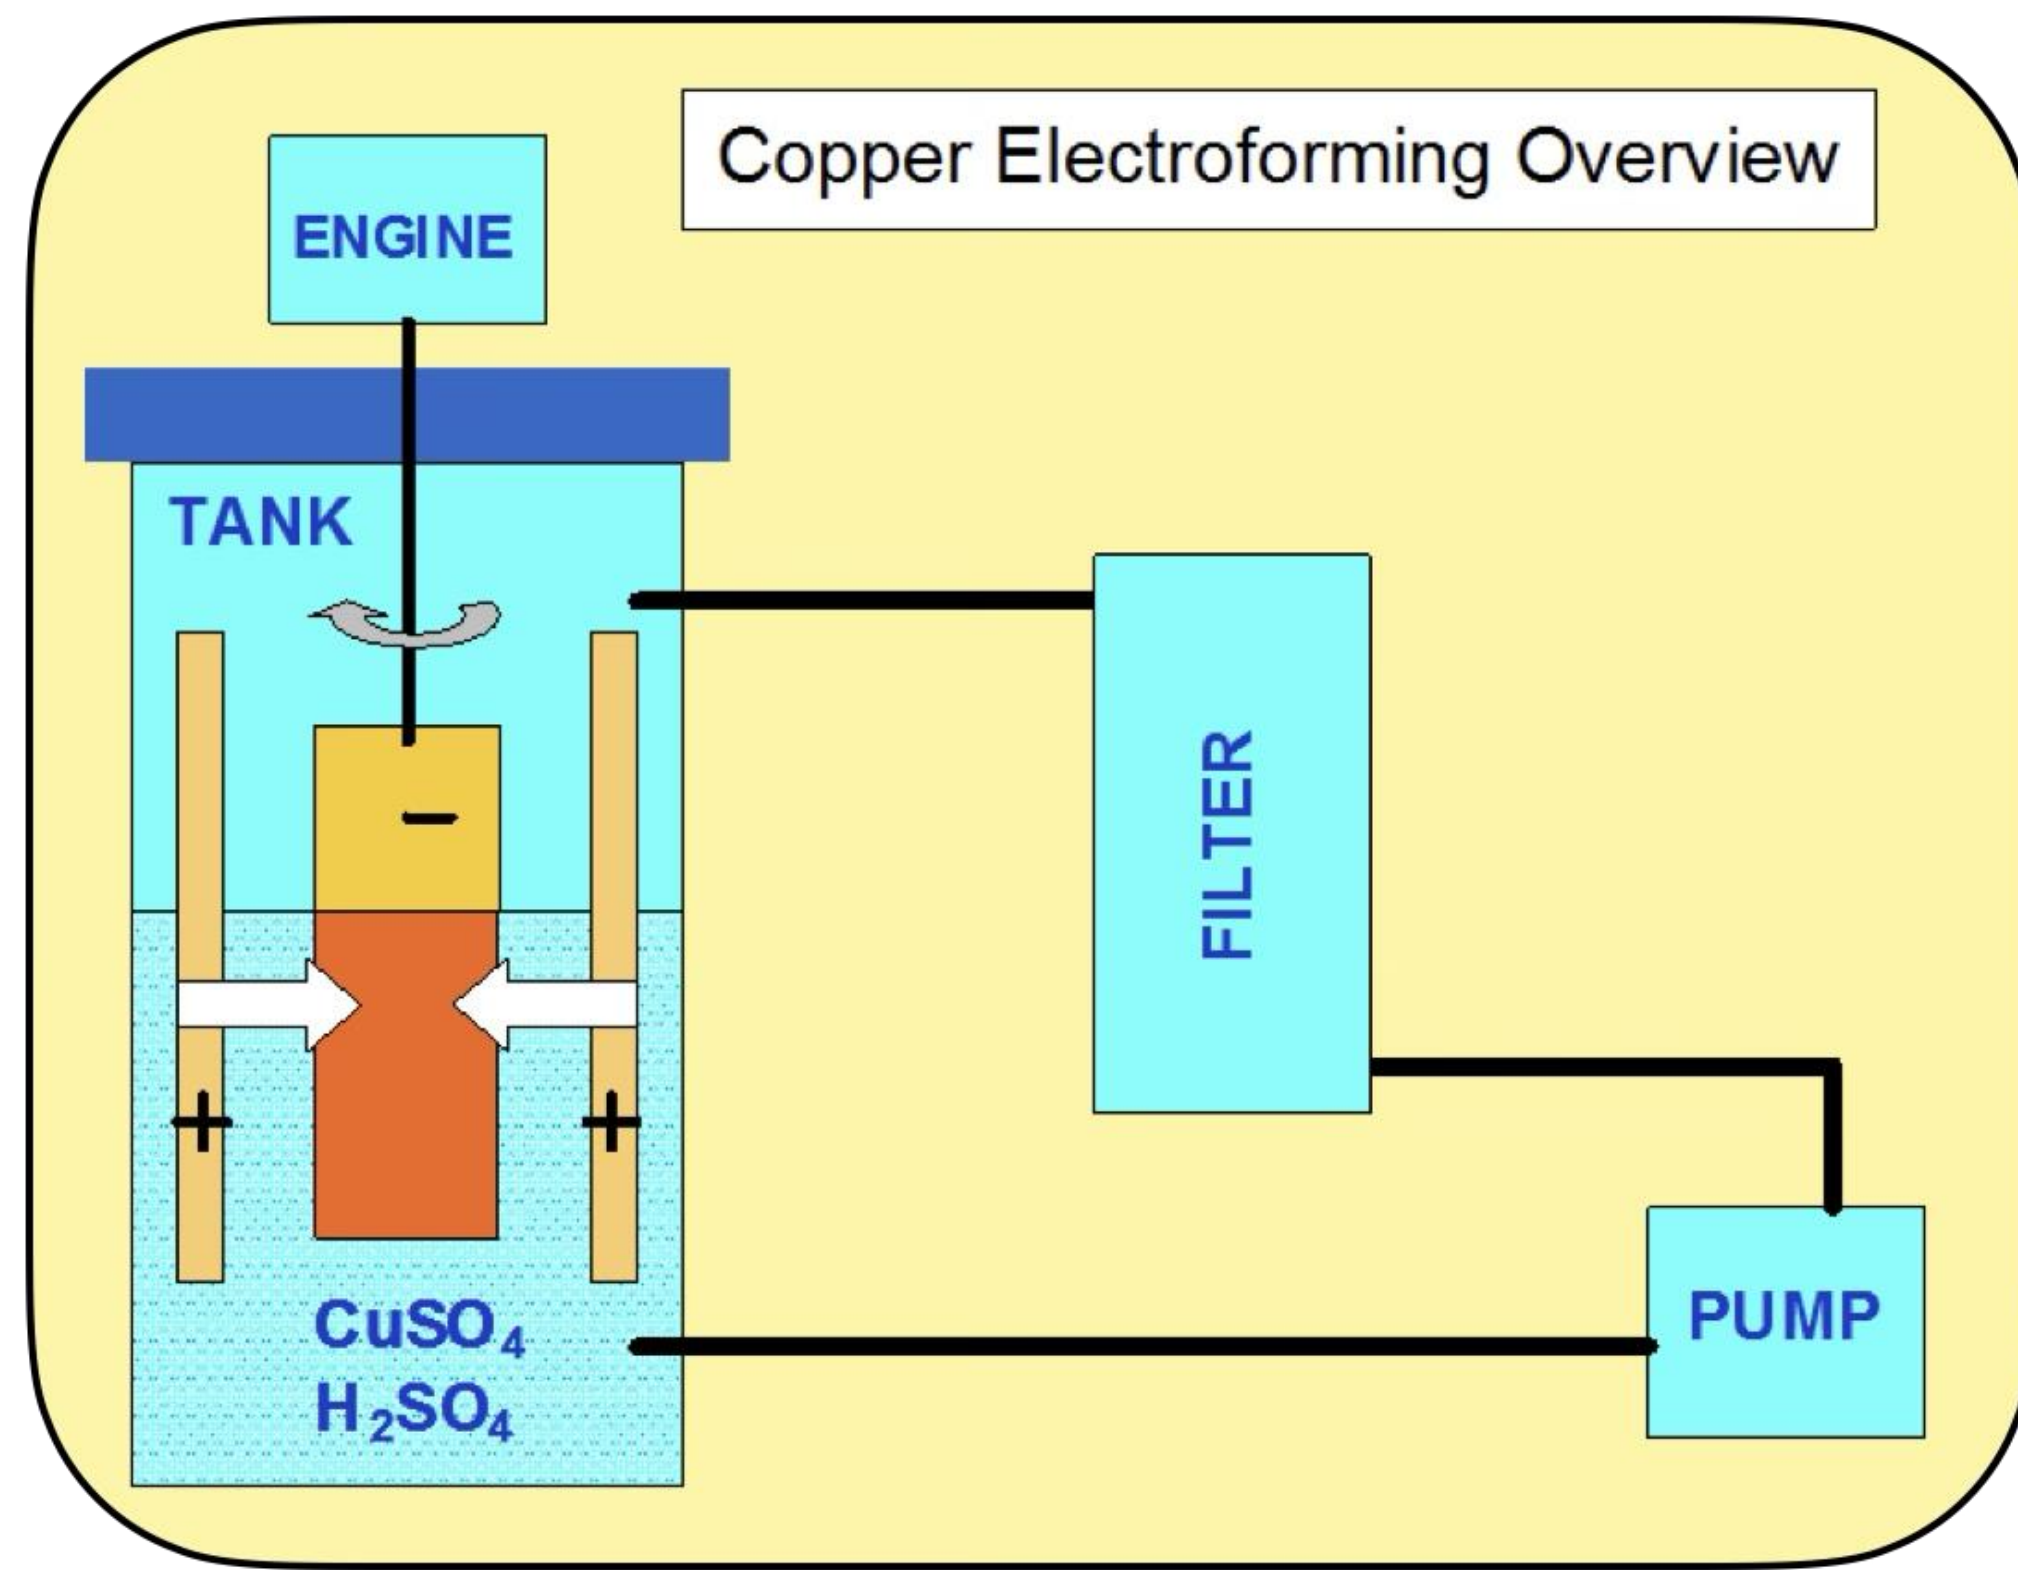 Copper Electroforming Overview
ENGINE
TANK
FILTER
−
+ +
PUMP
CuSO₄
H₂SO₄